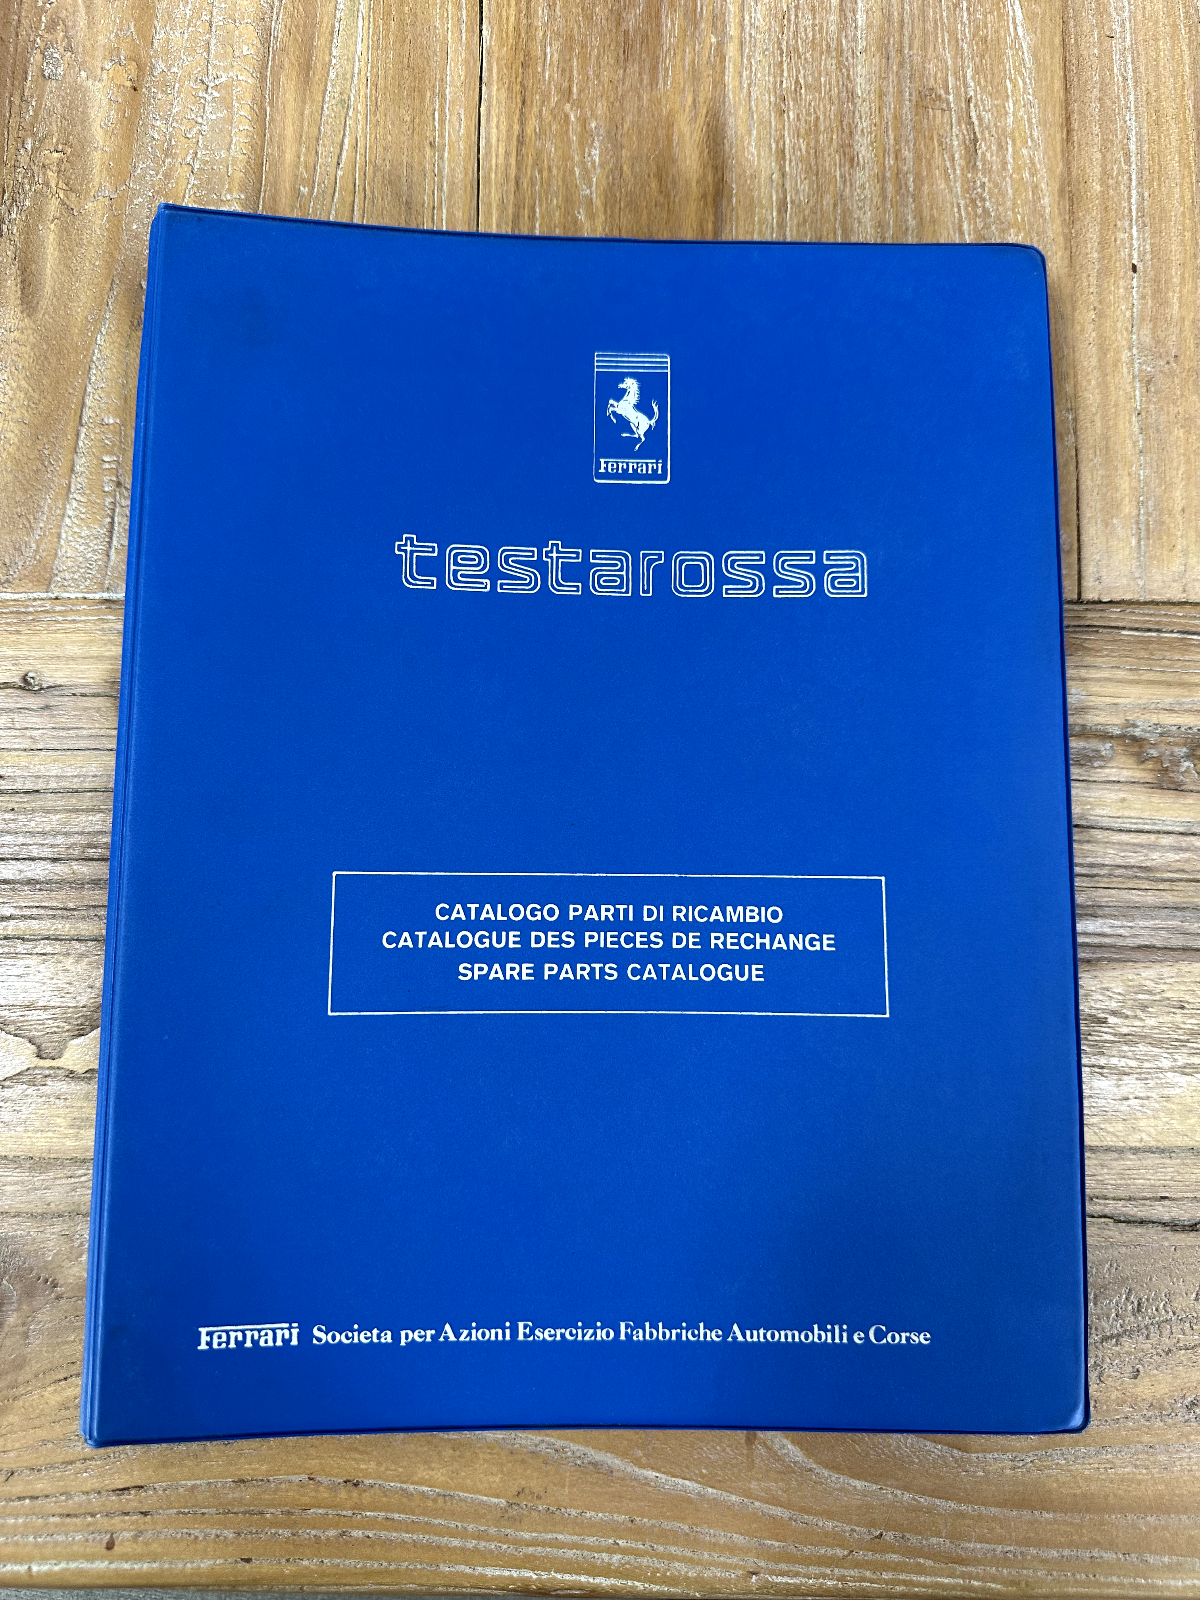 Ferrari
testarossa
CATALOGO PARTI DI RICAMBIO
CATALOGUE DES PIECES DE RECHANGE
SPARE PARTS CATALOGUE
Ferrari Societa per Azioni Esercizio Fabbriche Automobili e Corse